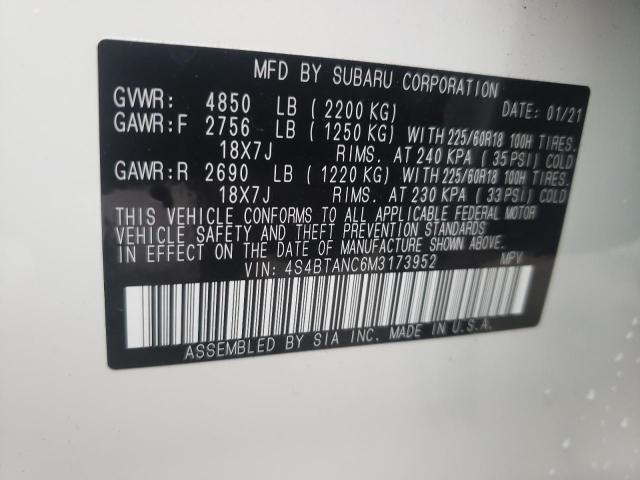 MFD BY SUBARU CORPORATION
GVWR: 4850 LB ( 2200 KG) DATE: 01/21
GAWR:F 2756 LB ( 1250 KG) WITH 225/60R18 100H TIRES.
18X7J RIMS. AT 240 KPA ( 35 PSI) COLD
GAWR:R 2690 LB ( 1220 KG) WITH 225/60R18 100H TIRES.
18X7J RIMS. AT 230 KPA ( 33 PSI) COLD
THIS VEHICLE CONFORMS TO ALL APPLICABLE FEDERAL MOTOR
VEHICLE SAFETY AND THEFT PREVENTION STANDARDS
IN EFFECT ON THE DATE OF MANUFACTURE SHOWN ABOVE.
VIN: 4S4BTANC6M3173952 MPV
ASSEMBLED BY SIA INC. MADE IN U.S.A.